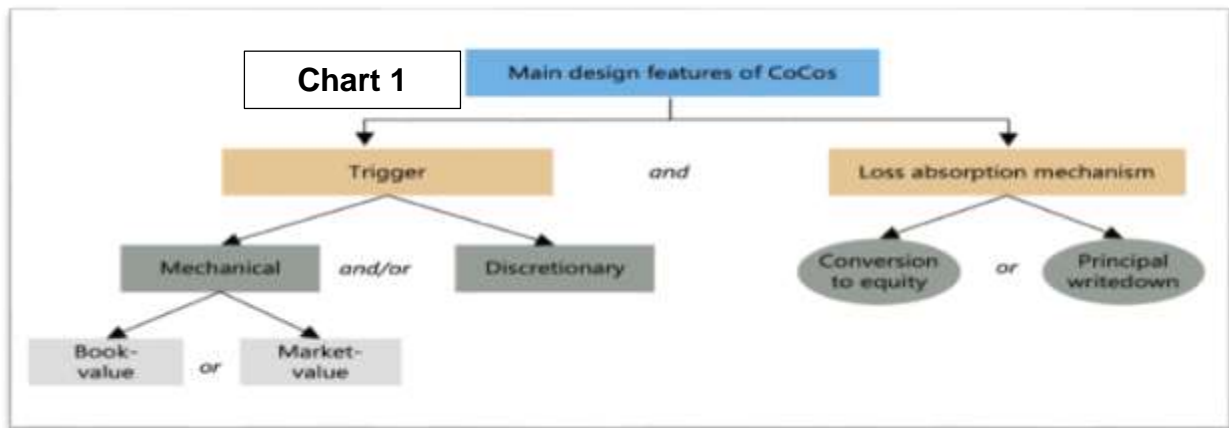 Chart 1
Main design features of CoCos
Trigger
and
Loss absorption mechanism
Mechanical
and/or
Discretionary
Conversion
to equity
or
Principal
writedown
Book-
value
or
Market-
value